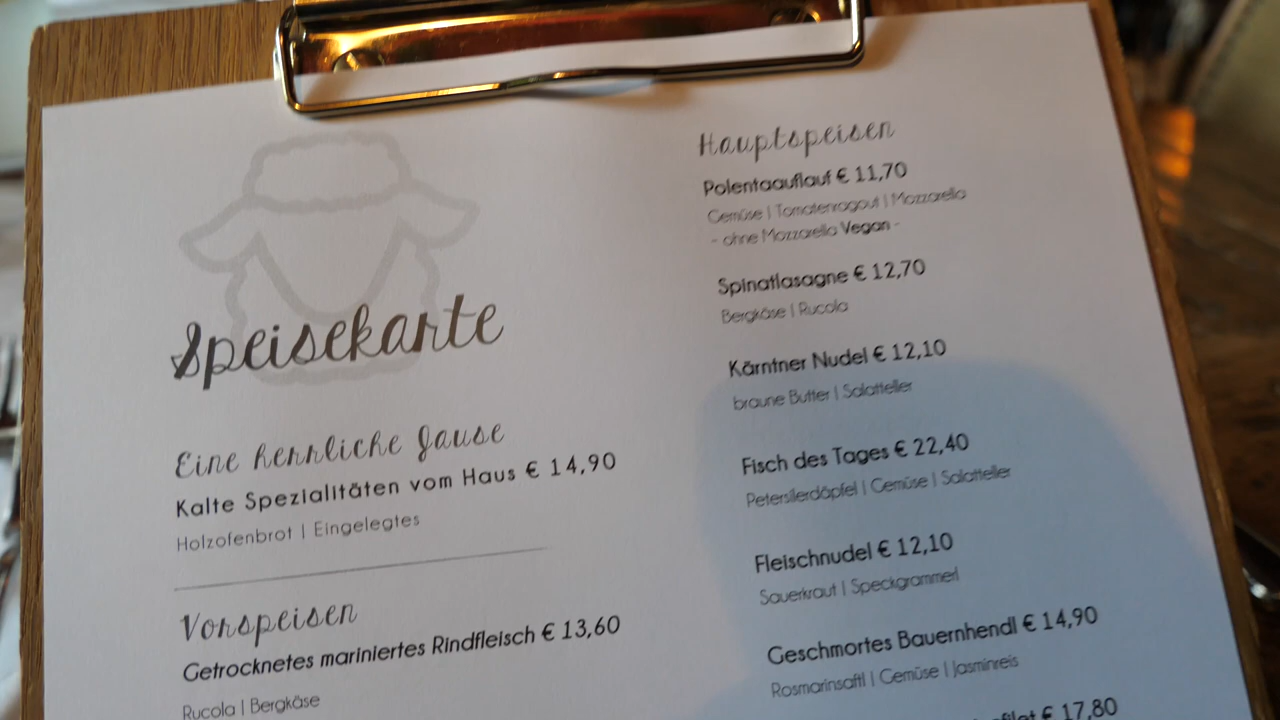 Speisekarte
Eine herrliche Jause
Kalte Spezialitäten vom Haus € 14,90
Holzofenbrot | Eingelegtes
Vorspeisen
Getrocknetes mariniertes Rindfleisch € 13,60
Rucola | Bergkäse
Hauptspeisen
Polentaauflauf € 11,70
Gemüse | Tomatenragout | Mozzarella
- ohne Mozzarella Vegan -
Spinatlasagne € 12,70
Bergkäse | Rucola
Kärntner Nudel € 12,10
braune Butter | Salatteller
Fisch des Tages € 22,40
Petersilerdäpfel | Gemüse | Salatteller
Fleischnudel € 12,10
Sauerkraut | Speckgrammerl
Geschmortes Bauernhendl € 14,90
Rosmarinsaftl | Gemüse | Jasminreis
€ 17,80